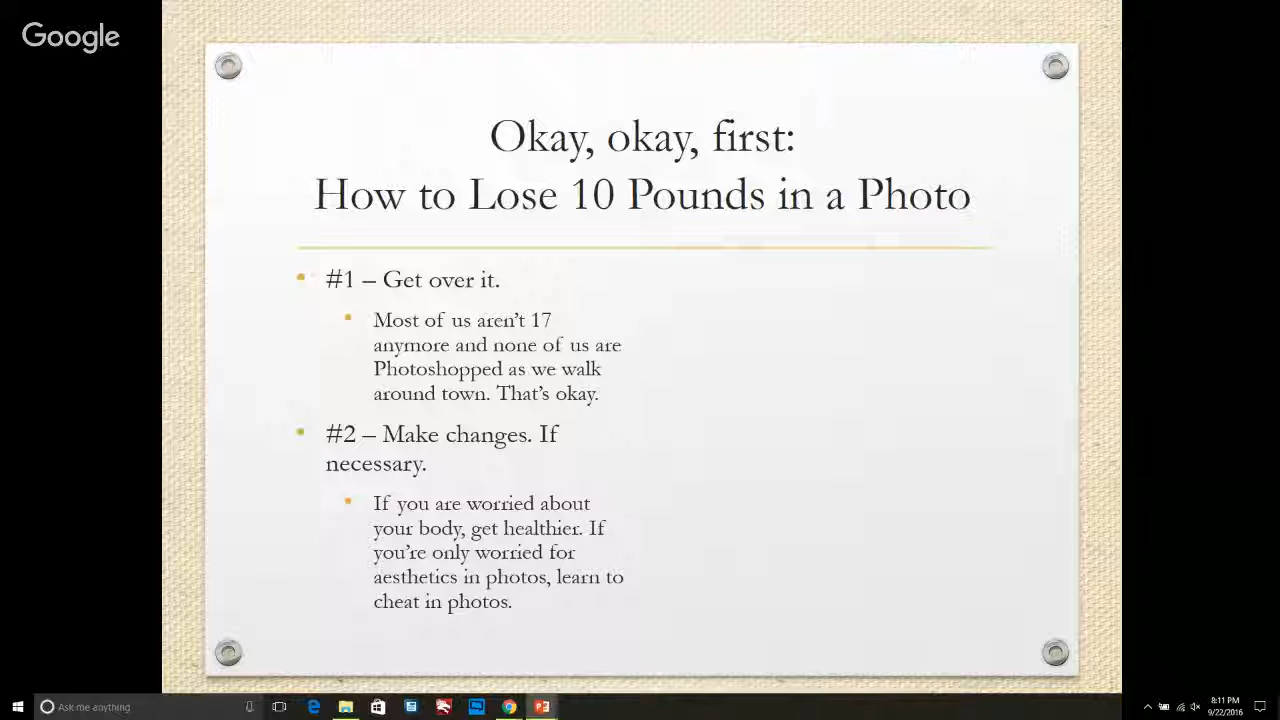 Google
Okay, okay, first:
How to Lose 10 Pounds in a Photo
#1 – Get over it.
Most of us aren't 17
anymore and none of us are
Photoshopped as we walk
around town. That's okay.
#2 – Make changes. If
necessary.
If you are worried about
your body, get healthier. If
you're only worried for
aesthetics in photos, learn to
cheat in photos.
Ask me anything
8:11 PM
9/22/2016